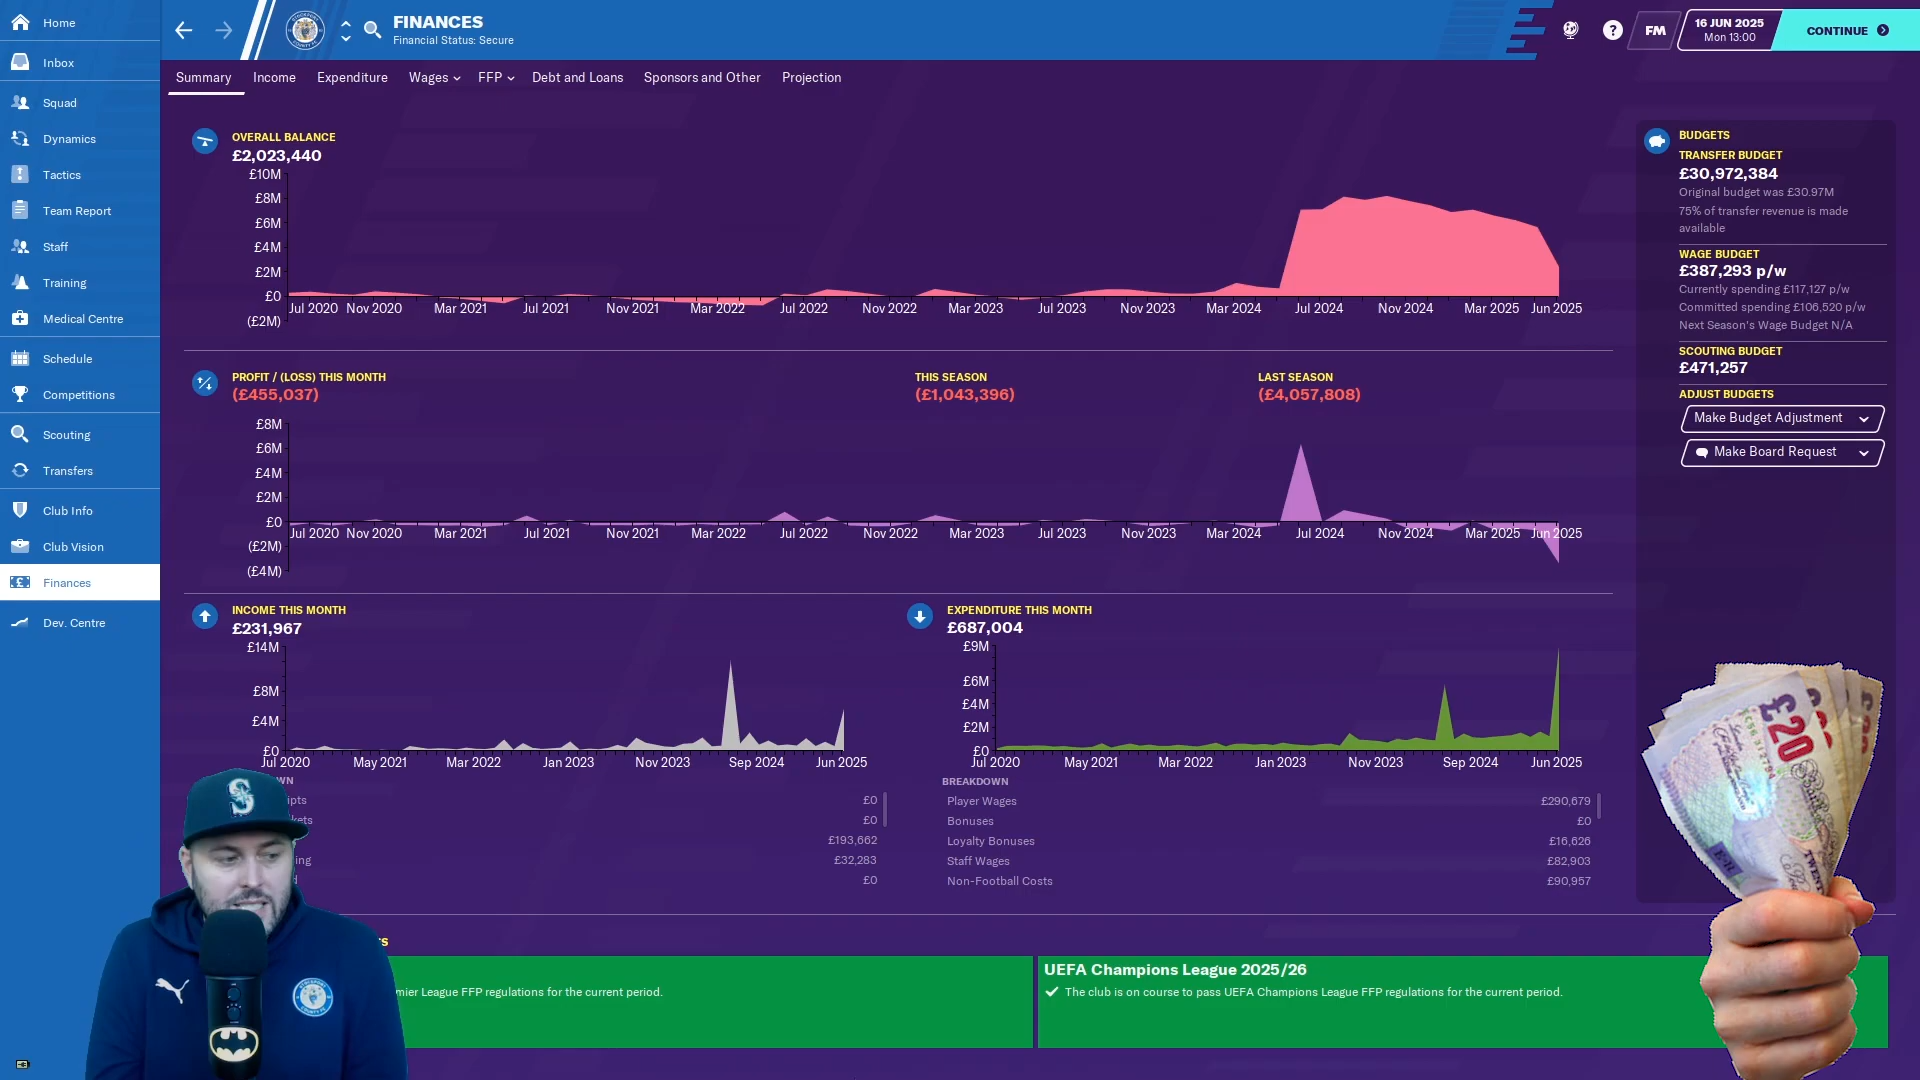 Home
Inbox
Squad
Dynamics
Tactics
Team Report
Staff
Training
Medical Centre
Schedule
Competitions
Scouting
Transfers
Club Info
Club Vision
Finances
Dev. Centre
FINANCES
Financial Status: Secure
?
FM
16 JUN 2025
Mon 13:00
CONTINUE
Summary Income Expenditure Wages FFP Debt and Loans Sponsors and Other Projection
OVERALL BALANCE
£2,023,440
£10M
£8M
£6M
£4M
£2M
£0
(£2M)
Jul 2020 Nov 2020 Mar 2021 Jul 2021 Nov 2021 Mar 2022 Jul 2022 Nov 2022 Mar 2023 Jul 2023 Nov 2023 Mar 2024 Jul 2024 Nov 2024 Mar 2025 Jun 2025
PROFIT / (LOSS) THIS MONTH
(£455,037)
THIS SEASON
(£1,043,396)
LAST SEASON
(£4,057,808)
£8M
£6M
£4M
£2M
£0
(£2M)
(£4M)
Jul 2020 Nov 2020 Mar 2021 Jul 2021 Nov 2021 Mar 2022 Jul 2022 Nov 2022 Mar 2023 Jul 2023 Nov 2023 Mar 2024 Jul 2024 Nov 2024 Mar 2025 Jun 2025
INCOME THIS MONTH
£231,967
£14M
£8M
£4M
£0
Jul 2020 May 2021 Mar 2022 Jan 2023 Nov 2023 Sep 2024 Jun 2025
£0
£0
£193,662
£32,283
£0
EXPENDITURE THIS MONTH
£687,004
£9M
£6M
£4M
£2M
£0
Jul 2020 May 2021 Mar 2022 Jan 2023 Nov 2023 Sep 2024 Jun 2025
BREAKDOWN
Player Wages £290,679
Bonuses £0
Loyalty Bonuses £16,626
Staff Wages £82,903
Non-Football Costs £90,957
BUDGETS
TRANSFER BUDGET
£30,972,384
Original budget was £30.97M
75% of transfer revenue is made
available
WAGE BUDGET
£387,293 p/w
Currently spending £117,127 p/w
Committed spending £106,520 p/w
Next Season's Wage Budget N/A
SCOUTING BUDGET
£471,257
ADJUST BUDGETS
Make Budget Adjustment
Make Board Request
League FFP regulations for the current period.
UEFA Champions League 2025/26
The club is on course to pass UEFA Champions League FFP regulations for the current period.
S
£20